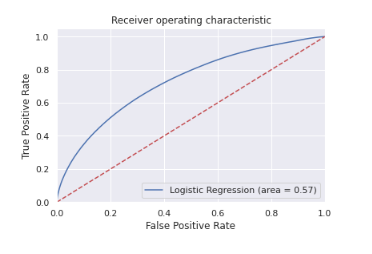 Receiver operating characteristic
1.0
0.8
0.6
0.4
0.2
0.0
True Positive Rate
Logistic Regression (area = 0.57)
0.0 0.2 0.4 0.6 0.8 1.0
False Positive Rate